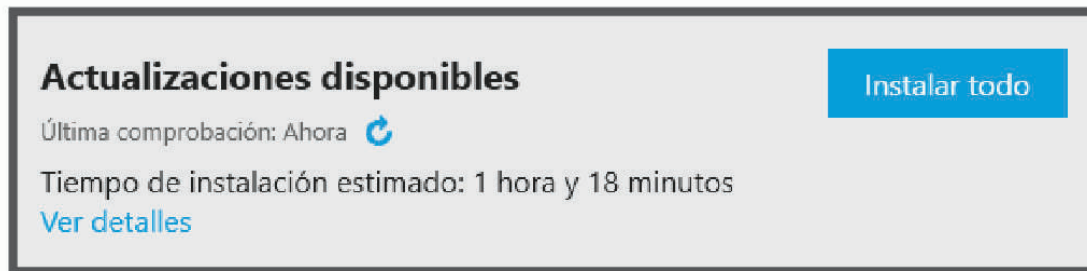 Actualizaciones disponibles
Instalar todo
Última comprobación: Ahora
Tiempo de instalación estimado: 1 hora y 18 minutos
Ver detalles